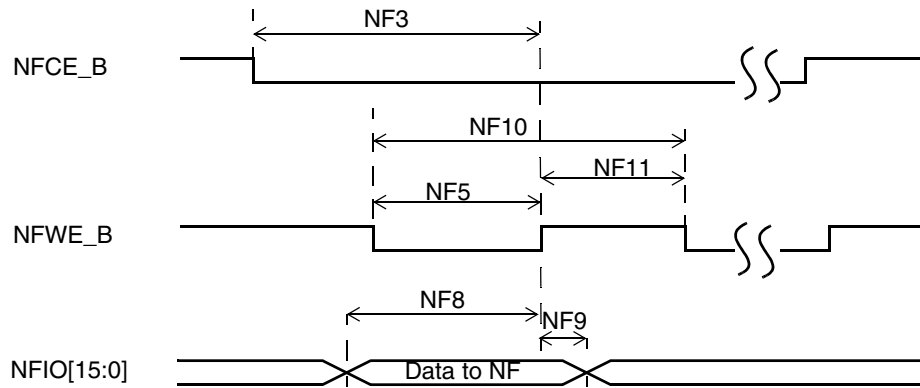 NF3
NFCE_B
NF10
NF11
NF5
NFWE_B
NF8
NF9
NFIO[15:0]
Data to NF